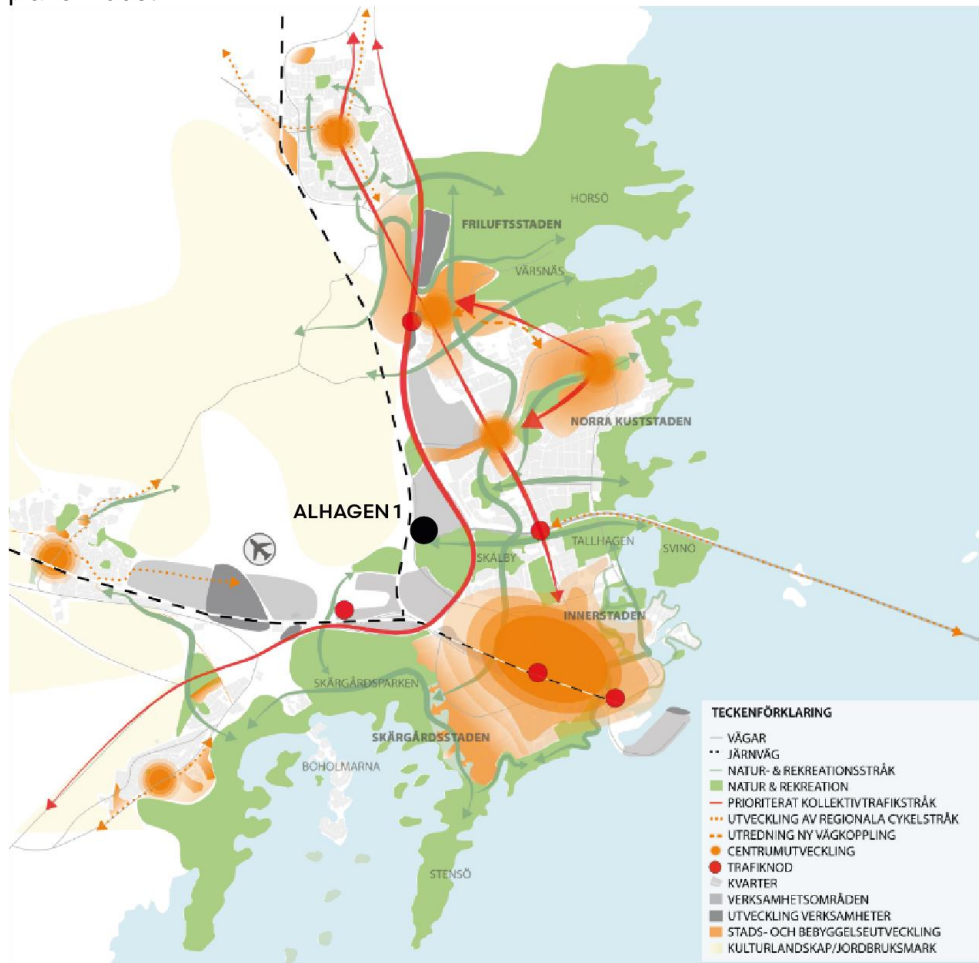 HORSÖ
FRILUFTSSTADEN
VÄRSNÄS
NORRA KUSTSTADEN
ALHAGEN 1
SKÄLBY
TALLHAGEN
SVINÖ
INNERSTADEN
SKÄRGÅRDSPARKEN
SKÄRGÅRDSSTADEN
BOHOLMARNA
STENSÖ
TECKENFÖRKLARING
VÄGAR
JÄRNVÄG
NATUR- & REKREATIONSSTRÅK
NATUR & REKREATION
PRIORITERAT KOLLEKTIVTRAFIKSTRÅK
UTVECKLING AV REGIONALA CYKELSTRÅK
UTREDNING NY VÄGKOPPLING
CENTRUMUTVECKLING
TRAFIKNOD
KVARTER
VERKSAMHETSOMRÅDEN
UTVECKLING VERKSAMHETER
STADS- OCH BEBYGGELSEUTVECKLING
KULTURLANDSKAP/JORDBRUKSMARK